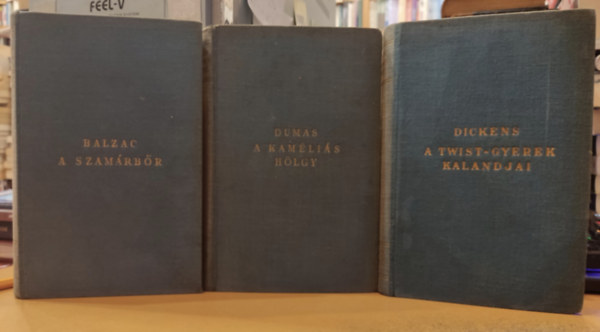 FEEL-V
BALZAC
A SZAMÁRBŐR
DUMAS
A KAMÉLIÁS
HÖLGY
DICKENS
A TWIST-GYEREK
KALANDJAI